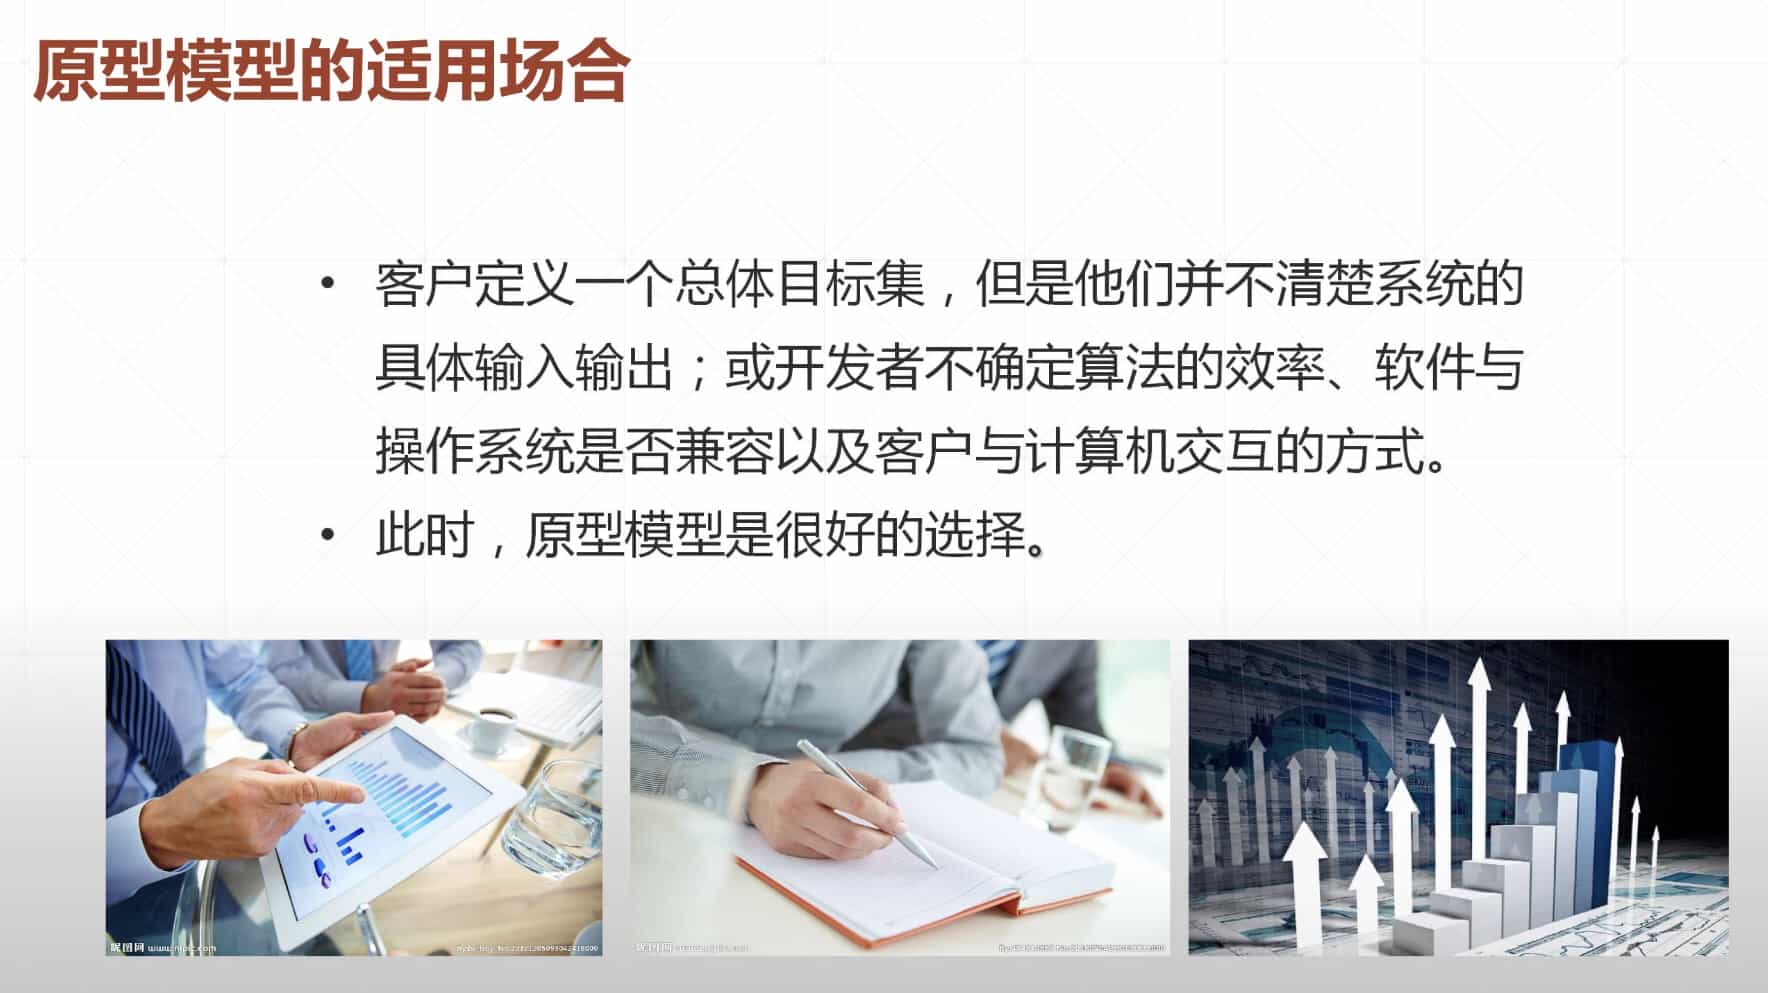 原型模型的适用场合
• 客户定义一个总体目标集，但是他们并不清楚系统的
具体输入输出；或开发者不确定算法的效率、软件与
操作系统是否兼容以及客户与计算机交互的方式。
• 此时，原型模型是很好的选择。
昵图网 www.nipic.com
昵图网